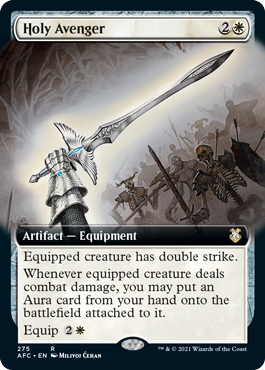 Holy Avenger 2
Artifact — Equipment
Equipped creature has double strike.
Whenever equipped creature deals
combat damage, you may put an
Aura card from your hand onto the
battlefield attached to it.
Equip 2
275 R
AFC • EN MILIVOJ ĆERAN
™ & © 2021 Wizards of the Coast